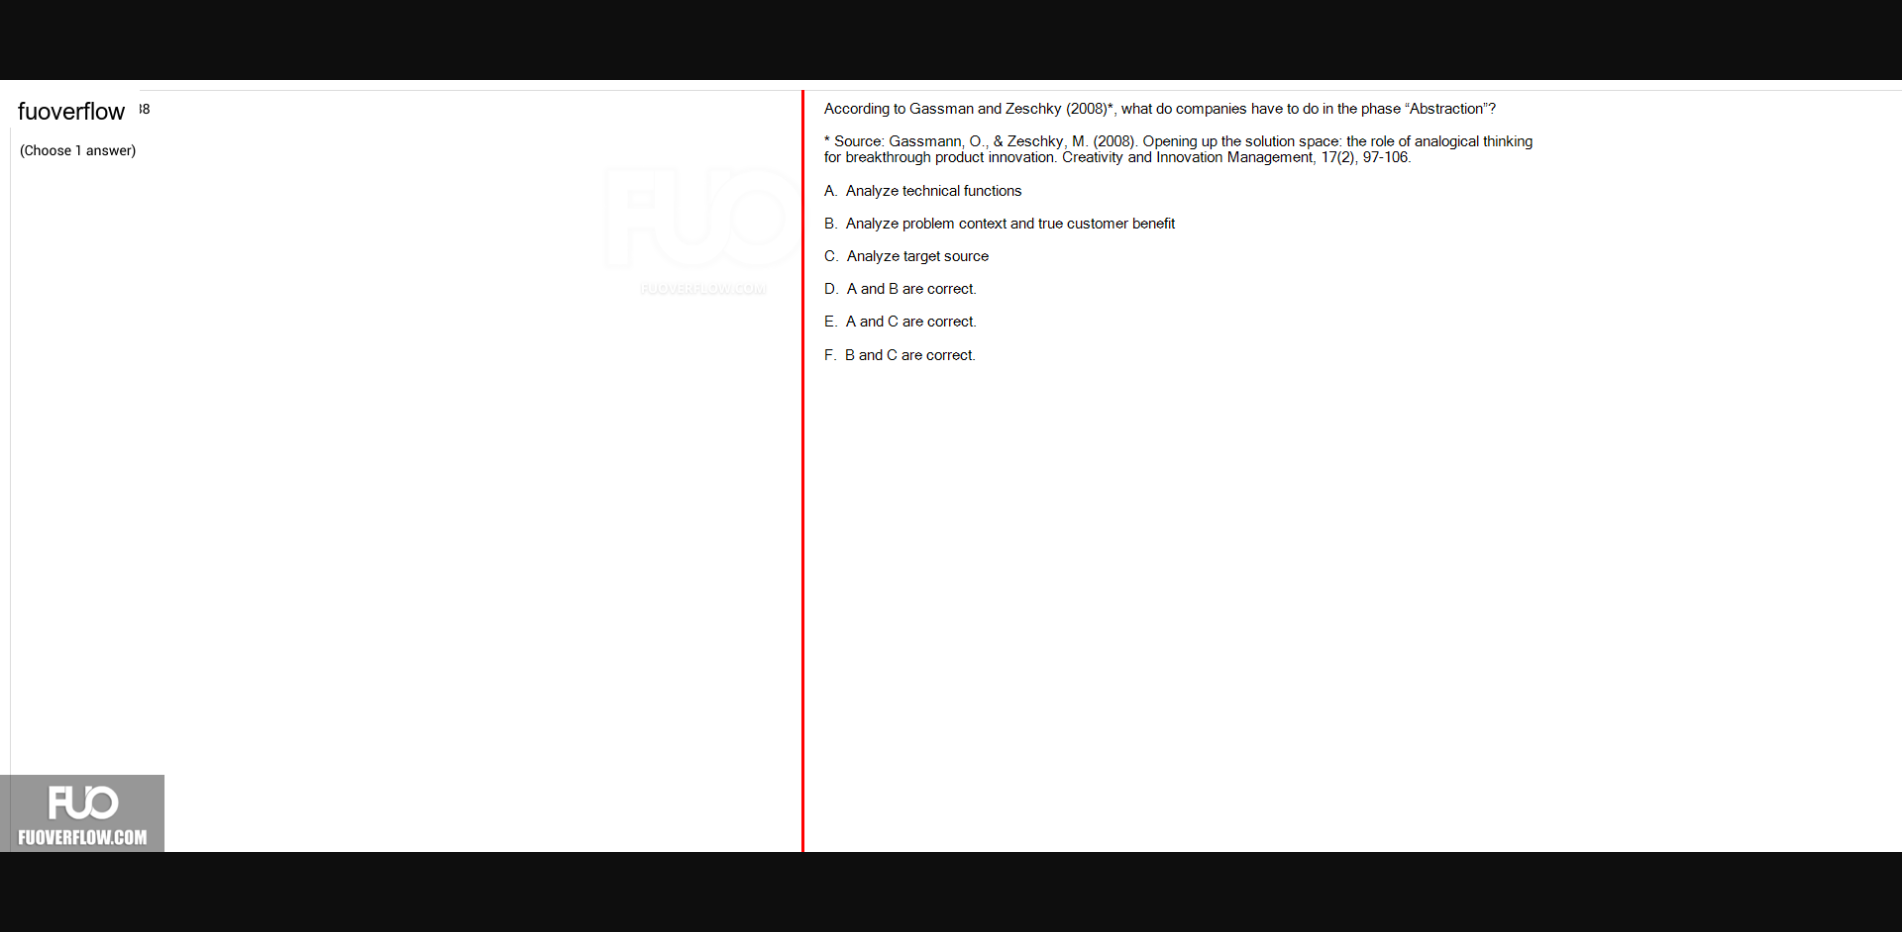 fuoverflow 38
(Choose 1 answer)
According to Gassman and Zeschky (2008)*, what do companies have to do in the phase “Abstraction”?
* Source: Gassmann, O., & Zeschky, M. (2008). Opening up the solution space: the role of analogical thinking
for breakthrough product innovation. Creativity and Innovation Management, 17(2), 97-106.
A. Analyze technical functions
B. Analyze problem context and true customer benefit
C. Analyze target source
D. A and B are correct.
E. A and C are correct.
F. B and C are correct.
FUO
FUOVERFLOW.COM
FUO
FUOVERFLOW.COM